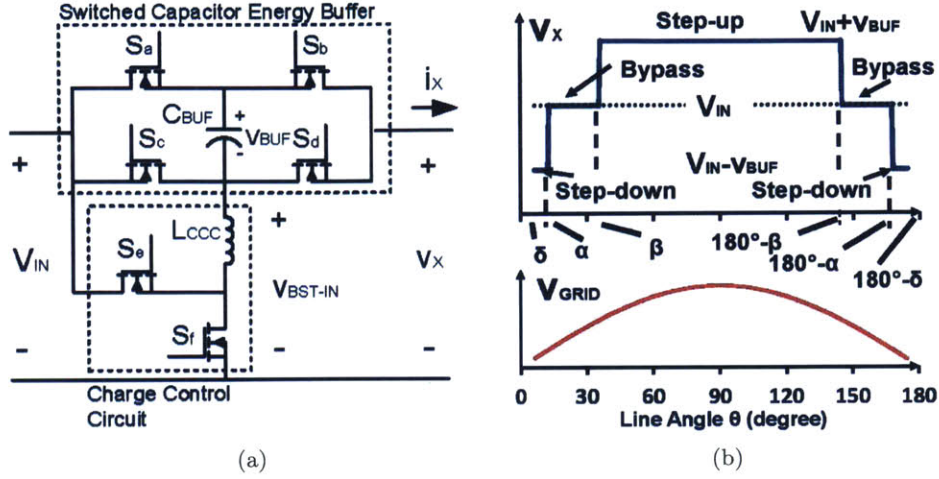 Switched Capacitor Energy Buffer
Sa
Sb
iX
CBUF
+
VBUF
-
Sc
Sd
+
+
LCCC
+
Se
VIN
VBST-IN
VX
Sf
-
-
-
Charge Control
Circuit
(a)
VX
Step-up
VIN+VBUF
Bypass
Bypass
VIN
VIN-VBUF
Step-down
Step-down
δ
α
β
180°-β
180°-α
180°-δ
VGRID
0
30
60
90
120
150
180
Line Angle θ (degree)
(b)